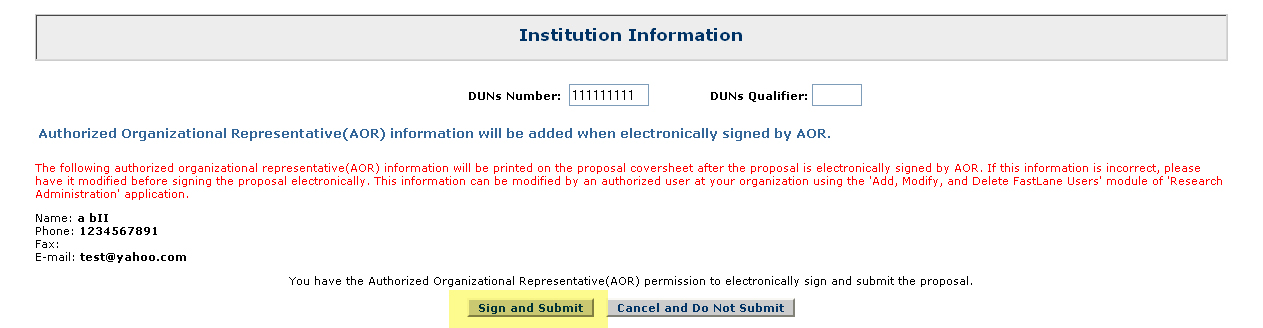 Institution Information
DUNs Number: 111111111 DUNs Qualifier:
Authorized Organizational Representative(AOR) information will be added when electronically signed by AOR.
The following authorized organizational representative(AOR) information will be printed on the proposal coversheet after the proposal is electronically signed by AOR. If this information is incorrect, please
have it modified before signing the proposal electronically. This information can be modified by an authorized user at your organization using the 'Add, Modify, and Delete FastLane Users' module of 'Research
Administration' application.
Name: a bII
Phone: 1234567891
Fax:
E-mail: test@yahoo.com
You have the Authorized Organizational Representative(AOR) permission to electronically sign and submit the proposal.
Sign and Submit Cancel and Do Not Submit